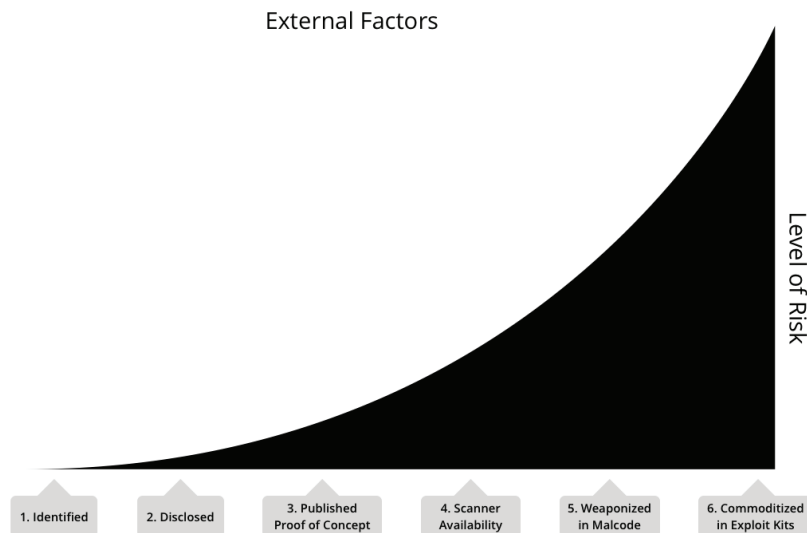 External Factors
Level of Risk
1. Identified
2. Disclosed
3. Published
Proof of Concept
4. Scanner
Availability
5. Weaponized
in Malcode
6. Commoditized
in Exploit Kits